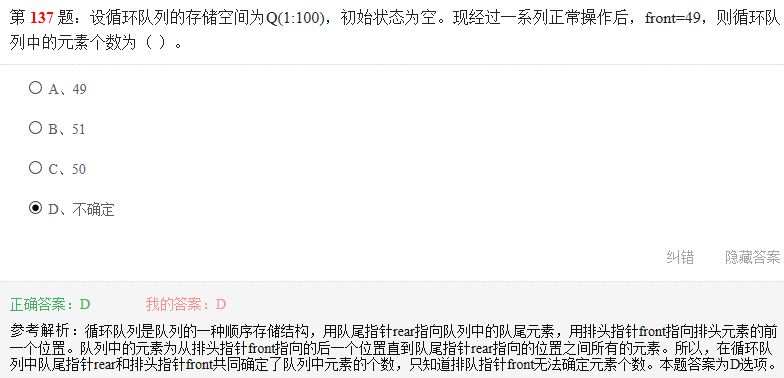 第 137 题：设循环队列的存储空间为Q(1:100)，初始状态为空。现经过一系列正常操作后，front=49，则循环队
列中的元素个数为（ ）。
A、49
B、51
C、50
D、不确定
纠错 隐藏答案
正确答案：D 我的答案：D
参考解析：循环队列是队列的一种顺序存储结构，用队尾指针rear指向队列中的队尾元素，用排头指针front指向排头元素的前
一个位置。队列中的元素为从排头指针front指向的后一个位置直到队尾指针rear指向的位置之间所有的元素。所以，在循环队
列中队尾指针rear和排头指针front共同确定了队列中元素的个数，只知道排队指针front无法确定元素个数。本题答案为D选项。